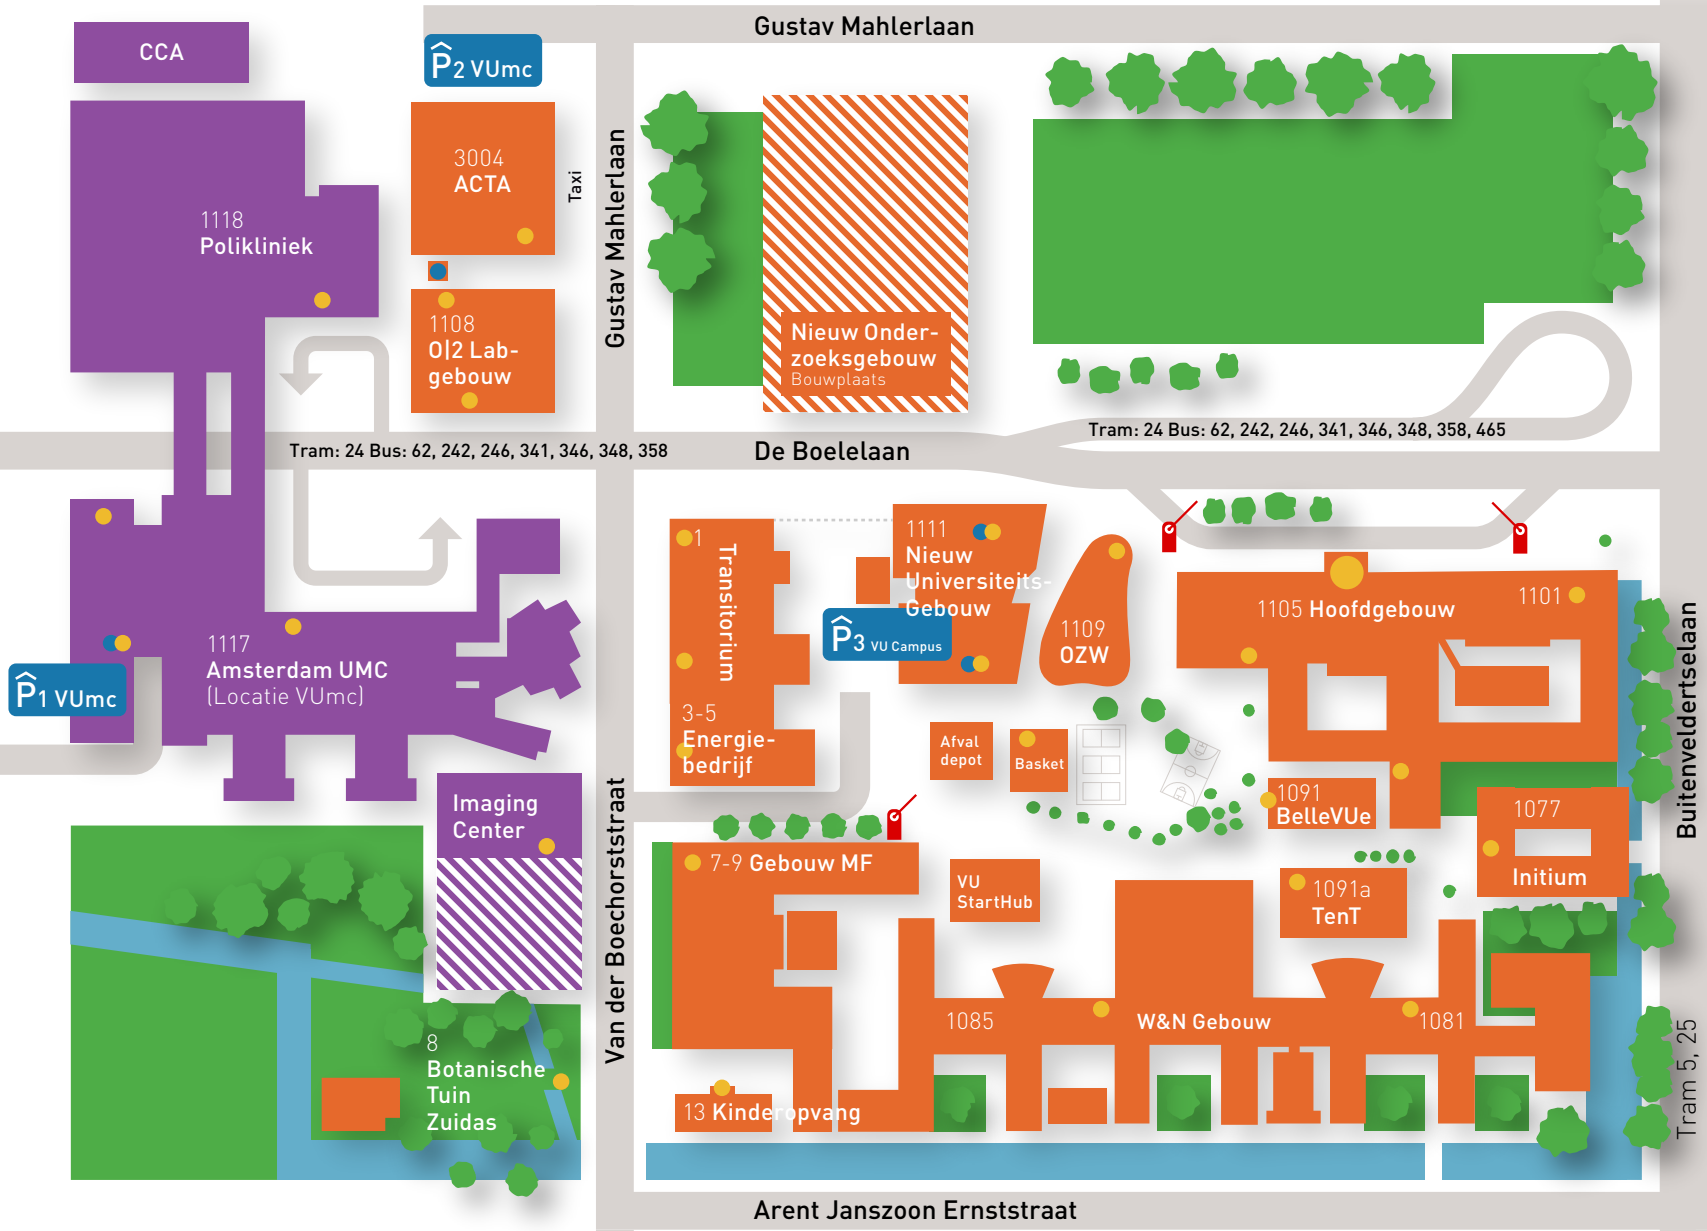 Gustav Mahlerlaan
CCA
P2 VUmc
3004
ACTA
Taxi
Gustav Mahlerlaan
1118
Polikliniek
1108
O|2 Lab-
gebouw
Nieuw Onder-
zoeksgebouw
Bouwplaats
Tram: 24 Bus: 62, 242, 246, 341, 346, 348, 358
De Boelelaan
Tram: 24 Bus: 62, 242, 246, 341, 346, 348, 358, 465
1
Transitorium
1111
Nieuw
Universiteits-
Gebouw
P3 VU Campus
1109
OZW
1105 Hoofdgebouw
1101
Buitenveldertselaan
1117
Amsterdam UMC
(Locatie VUmc)
P1 VUmc
3-5
Energie-
bedrijf
Afval
depot
Basket
1091
BelleVUe
1077
Initium
Imaging
Center
Van der Boechorststraat
7-9 Gebouw MF
VU
StartHub
1091a
TenT
1085
W&N Gebouw
1081
Tram 5, 25
8
Botanische
Tuin
Zuidas
13 Kinderopvang
Arent Janszoon Ernststraat